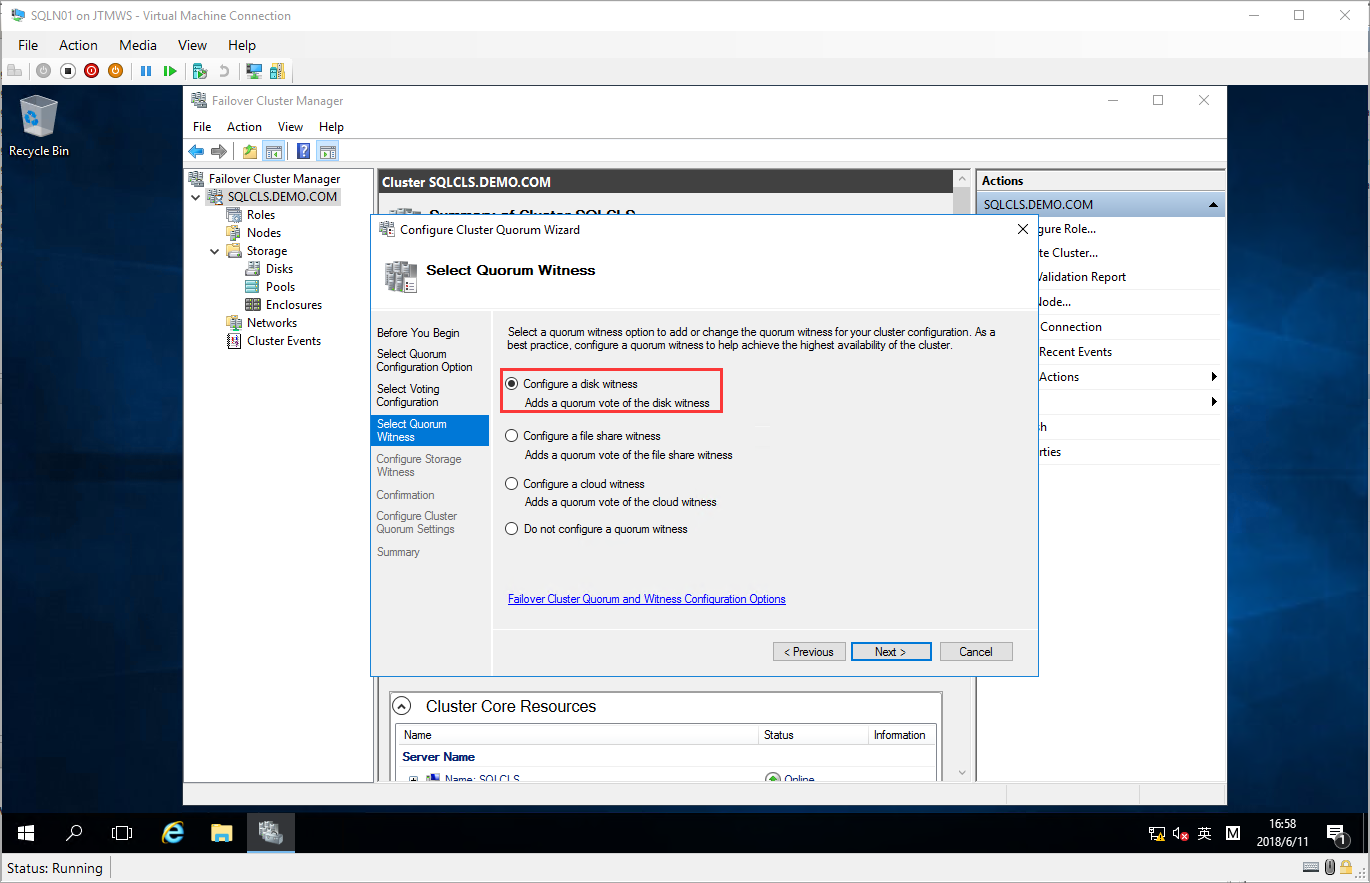 SQLN01 on JTMWS - Virtual Machine Connection
File Action Media View Help
Recycle Bin
Failover Cluster Manager
File Action View Help
Failover Cluster Manager
SQLCLS.DEMO.COM
Roles
Nodes
Storage
Disks
Pools
Enclosures
Networks
Cluster Events
Cluster SQLCLS.DEMO.COM
Summary of Cluster SQLCLS
Actions
SQLCLS.DEMO.COM
gure Role...
te Cluster...
Validation Report
Node...
Connection
Recent Events
Actions
h
rties
Configure Cluster Quorum Wizard
Select Quorum Witness
Before You Begin
Select Quorum
Configuration Option
Select Voting
Configuration
Select Quorum
Witness
Configure Storage
Witness
Confirmation
Configure Cluster
Quorum Settings
Summary
Select a quorum witness option to add or change the quorum witness for your cluster configuration. As a
best practice, configure a quorum witness to help achieve the highest availability of the cluster.
Configure a disk witness
Adds a quorum vote of the disk witness
Configure a file share witness
Adds a quorum vote of the file share witness
Configure a cloud witness
Adds a quorum vote of the cloud witness
Do not configure a quorum witness
Failover Cluster Quorum and Witness Configuration Options
< Previous Next > Cancel
Cluster Core Resources
Name Status Information
Server Name
Name: SQLCLS Online
英 M 16:58
2018/6/11
1
Status: Running